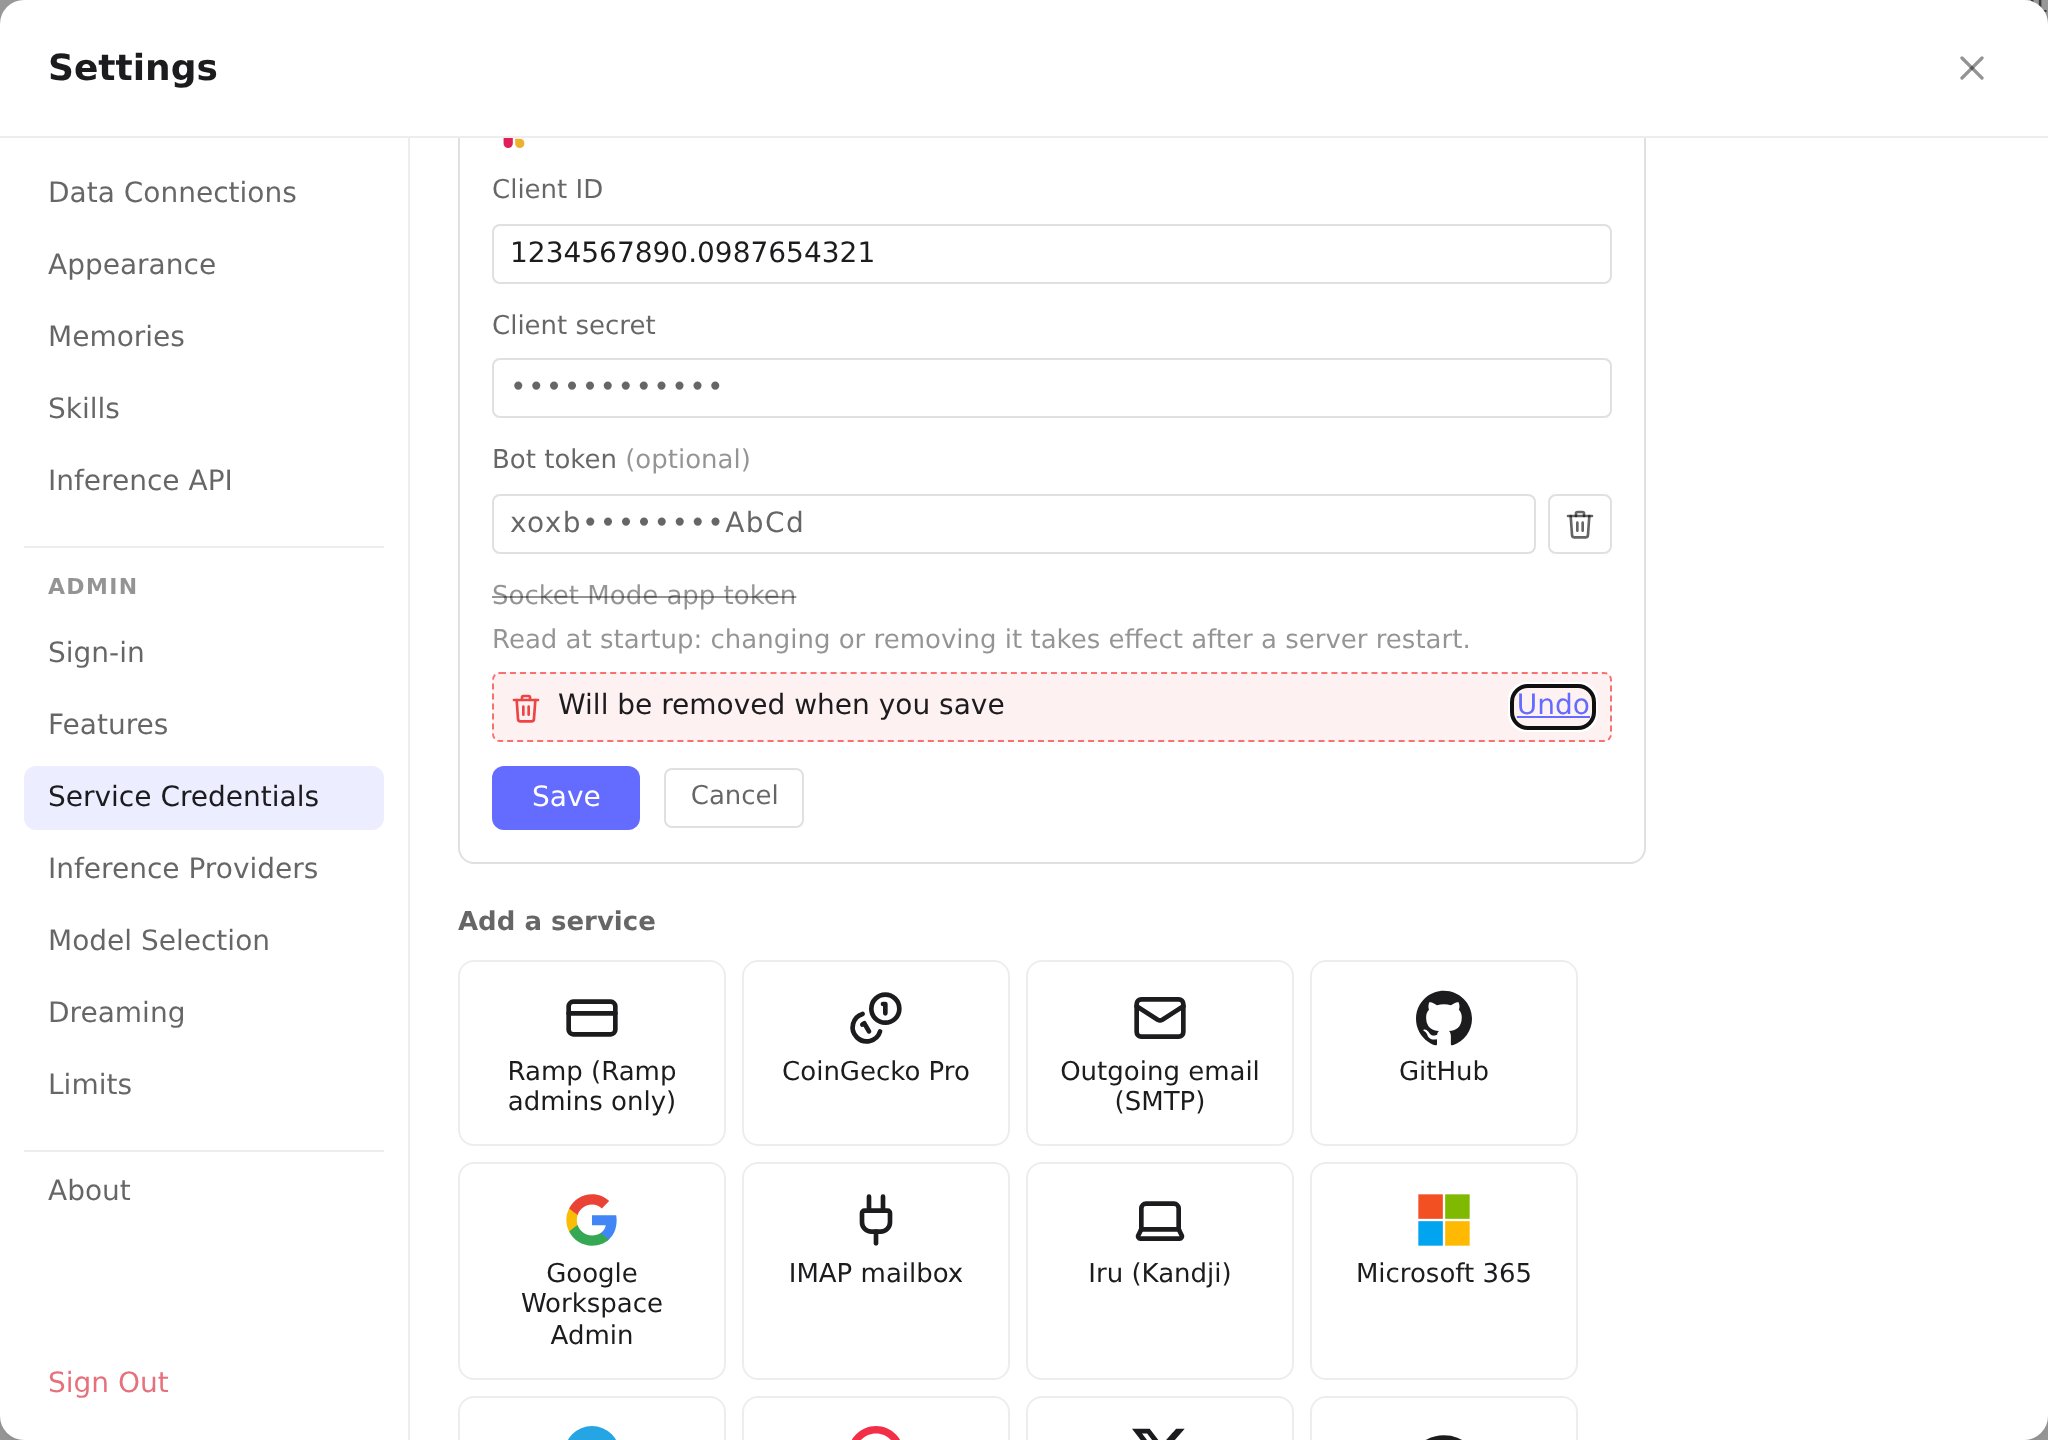 Settings
Data Connections
Appearance
Memories
Skills
Inference API
ADMIN
Sign-in
Features
Service Credentials
Inference Providers
Model Selection
Dreaming
Limits
About
Sign Out
Client ID
1234567890.0987654321
Client secret
••••••••••••
Bot token (optional)
xoxb••••••••AbCd
Socket Mode app token
Read at startup: changing or removing it takes effect after a server restart.
Will be removed when you save
Undo
Save
Cancel
Add a service
Ramp (Ramp
admins only)
CoinGecko Pro
Outgoing email
(SMTP)
GitHub
Google
Workspace
Admin
IMAP mailbox
Iru (Kandji)
Microsoft 365